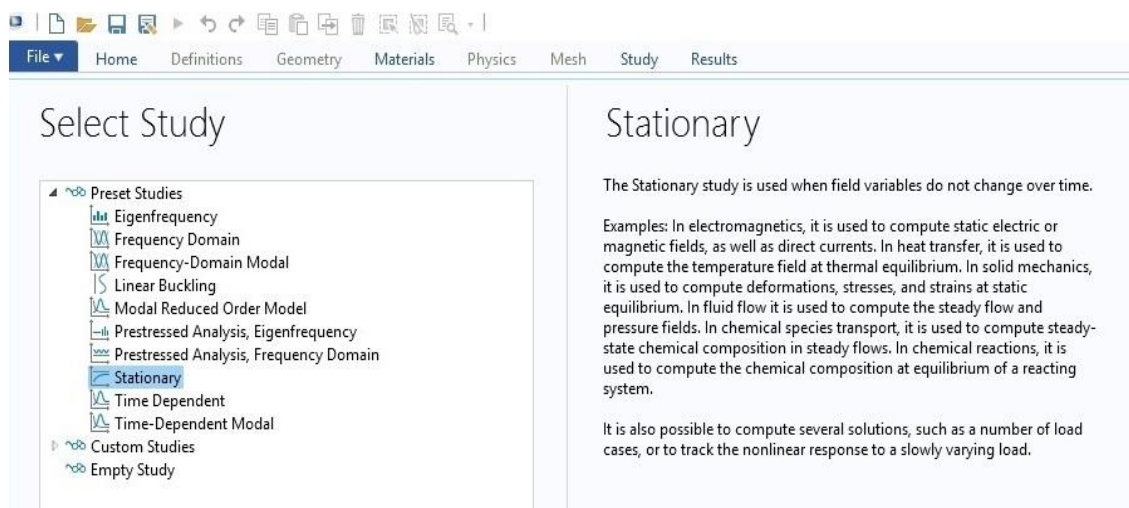 File Home Definitions Geometry Materials Physics Mesh Study Results
Select Study
Preset Studies
Eigenfrequency
Frequency Domain
Frequency-Domain Modal
Linear Buckling
Modal Reduced Order Model
Prestressed Analysis, Eigenfrequency
Prestressed Analysis, Frequency Domain
Stationary
Time Dependent
Time-Dependent Modal
Custom Studies
Empty Study
Stationary
The Stationary study is used when field variables do not change over time.
Examples: In electromagnetics, it is used to compute static electric or
magnetic fields, as well as direct currents. In heat transfer, it is used to
compute the temperature field at thermal equilibrium. In solid mechanics,
it is used to compute deformations, stresses, and strains at static
equilibrium. In fluid flow it is used to compute the steady flow and
pressure fields. In chemical species transport, it is used to compute steady-
state chemical composition in steady flows. In chemical reactions, it is
used to compute the chemical composition at equilibrium of a reacting
system.
It is also possible to compute several solutions, such as a number of load
cases, or to track the nonlinear response to a slowly varying load.